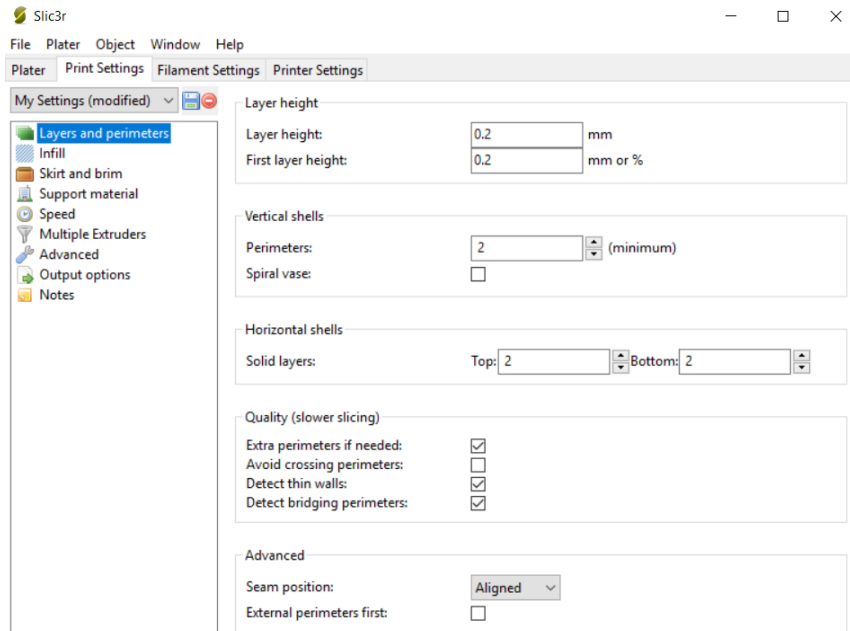 Slic3r
File Plater Object Window Help
Plater Print Settings Filament Settings Printer Settings
My Settings (modified)
Layers and perimeters
Infill
Skirt and brim
Support material
Speed
Multiple Extruders
Advanced
Output options
Notes
Layer height
Layer height: 0.2 mm
First layer height: 0.2 mm or %
Vertical shells
Perimeters: 2 (minimum)
Spiral vase:
Horizontal shells
Solid layers: Top: 2 Bottom: 2
Quality (slower slicing)
Extra perimeters if needed:
Avoid crossing perimeters:
Detect thin walls:
Detect bridging perimeters:
Advanced
Seam position: Aligned
External perimeters first: